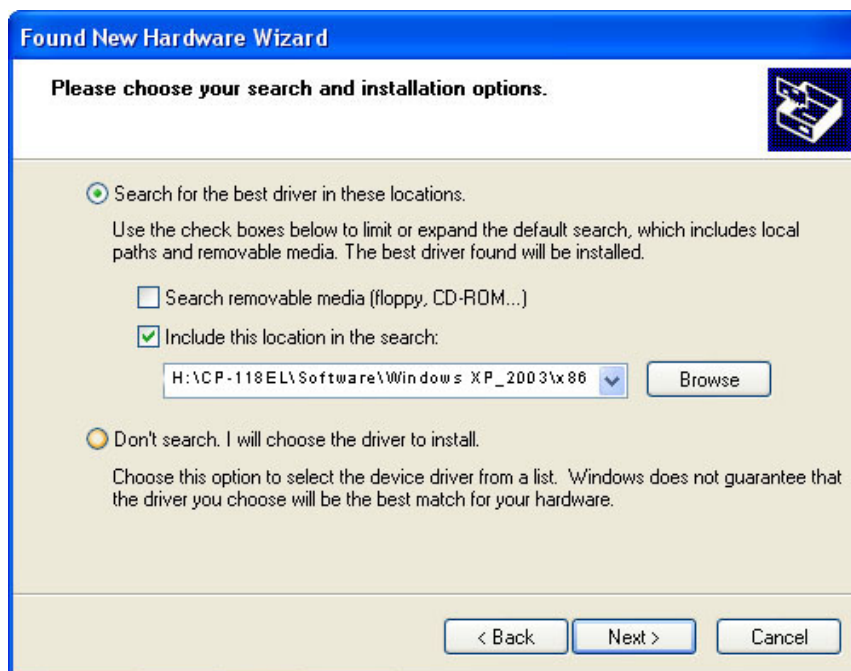 Found New Hardware Wizard
Please choose your search and installation options.
Search for the best driver in these locations.
Use the check boxes below to limit or expand the default search, which includes local
paths and removable media. The best driver found will be installed.
Search removable media (floppy, CD-ROM...)
Include this location in the search:
H:\CP-118EL\Software\Windows XP_2003\x86
Browse
Don't search. I will choose the driver to install.
Choose this option to select the device driver from a list. Windows does not guarantee that
the driver you choose will be the best match for your hardware.
< Back Next > Cancel